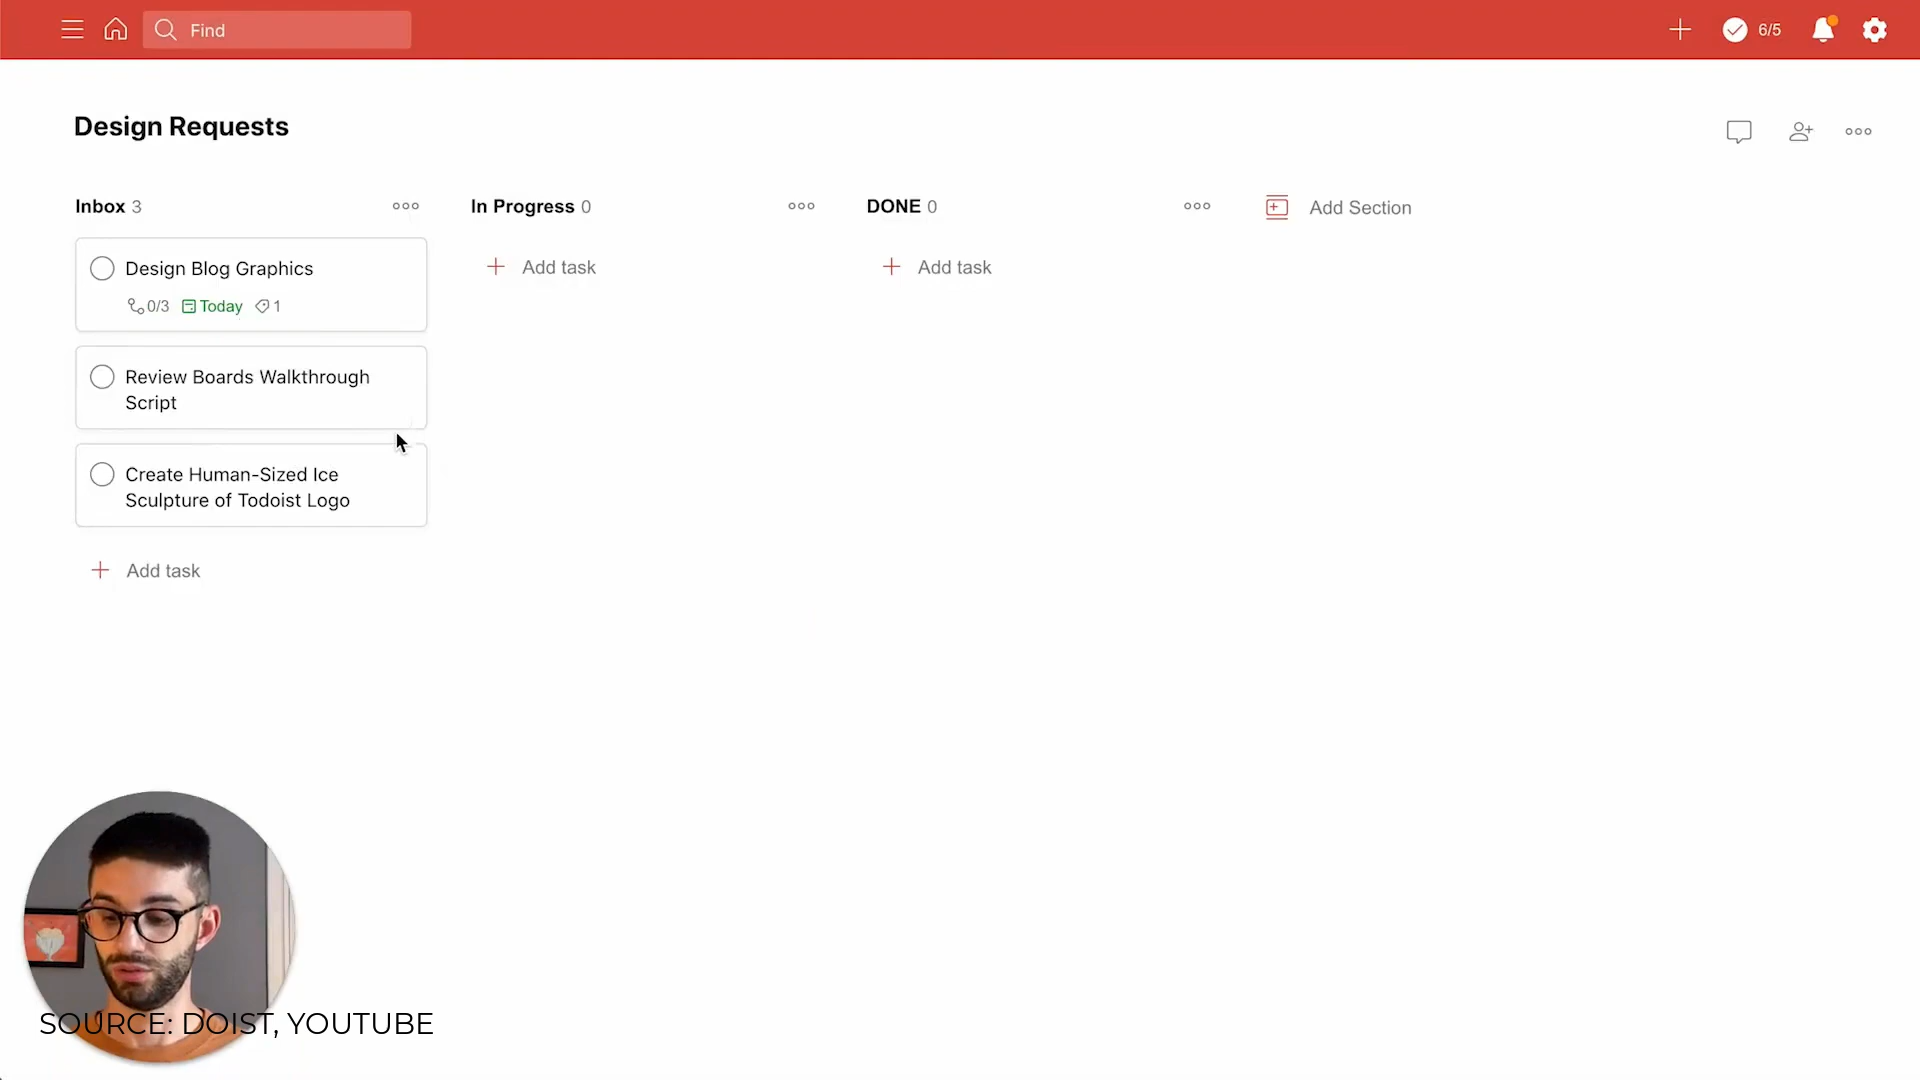 Find
6/5
Design Requests
Inbox 3
In Progress 0
DONE 0
Add Section
Design Blog Graphics
0/3 Today 1
Add task
Add task
Review Boards Walkthrough
Script
Create Human-Sized Ice
Sculpture of Todoist Logo
Add task
SOURCE: DOIST, YOUTUBE